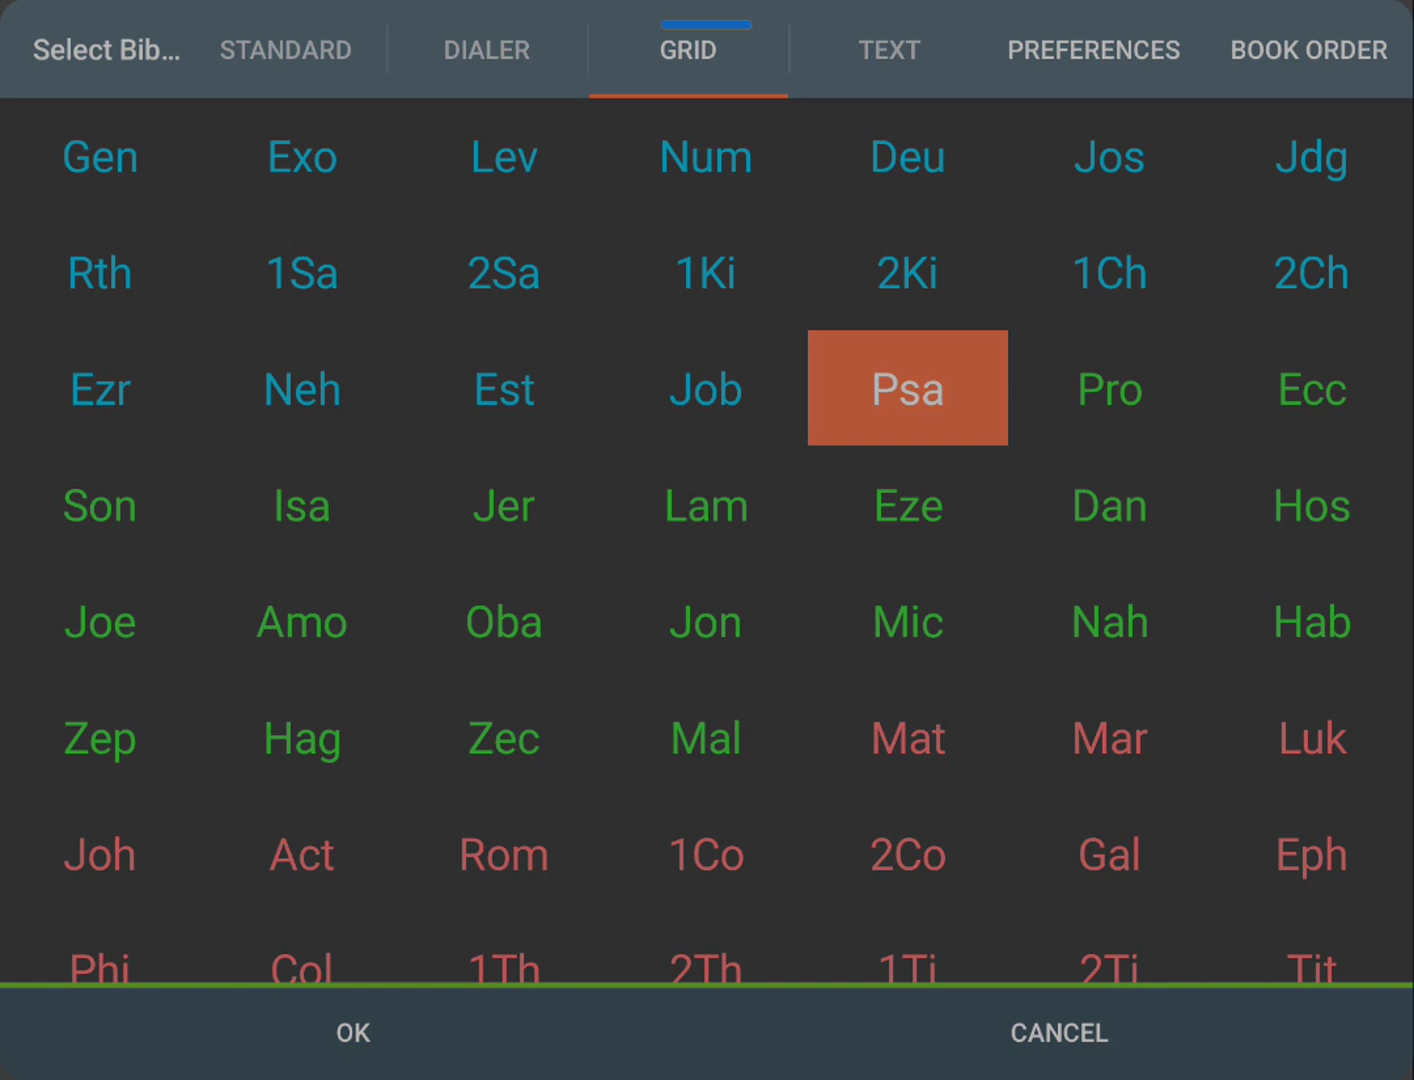 Select Bib... STANDARD DIALER GRID TEXT PREFERENCES BOOK ORDER
Gen Exo Lev Num Deu Jos Jdg
Rth 1Sa 2Sa 1Ki 2Ki 1Ch 2Ch
Ezr Neh Est Job Psa Pro Ecc
Son Isa Jer Lam Eze Dan Hos
Joe Amo Oba Jon Mic Nah Hab
Zep Hag Zec Mal Mat Mar Luk
Joh Act Rom 1Co 2Co Gal Eph
Phi Col 1Th 2Th 1Ti 2Ti Tit
OK CANCEL